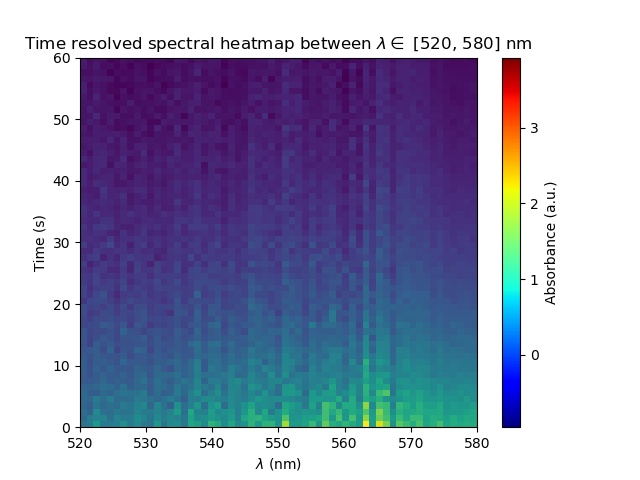 Time resolved spectral heatmap between λ ∈ [520, 580] nm
60
50
40
30
20
10
0
Time (s)
520 530 540 550 560 570 580
λ (nm)
3
2
1
0
Absorbance (a.u.)